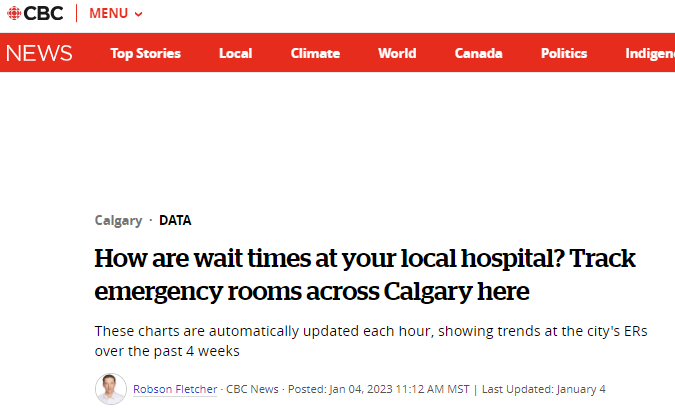 CBC MENU
NEWS Top Stories Local Climate World Canada Politics Indigen
Calgary · DATA
How are wait times at your local hospital? Track
emergency rooms across Calgary here
These charts are automatically updated each hour, showing trends at the city's ERs
over the past 4 weeks
Robson Fletcher · CBC News · Posted: Jan 04, 2023 11:12 AM MST | Last Updated: January 4